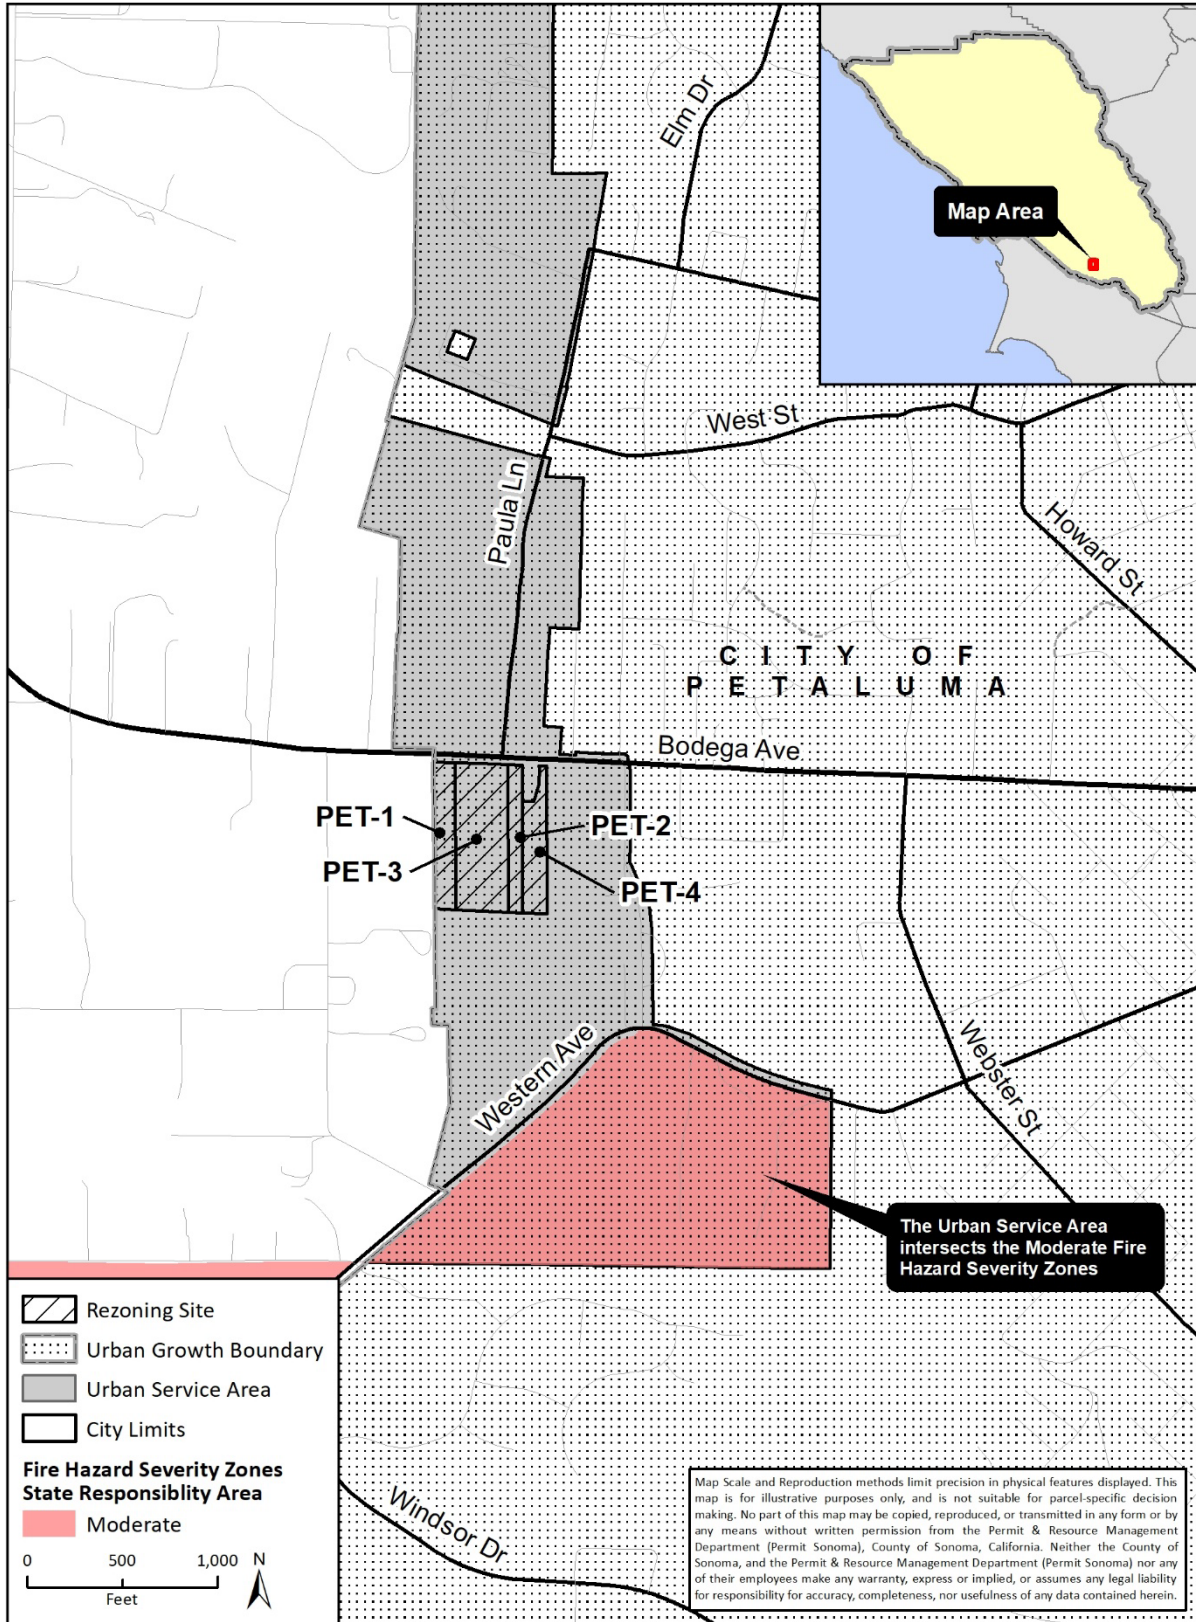 Elm Dr
Map Area
West St
Paula Ln
Howard St
CITY OF
PETALUMA
Bodega Ave
PET-1
PET-2
PET-3
PET-4
Western Ave
Webster St
The Urban Service Area
intersects the Moderate Fire
Hazard Severity Zones
Rezoning Site
Urban Growth Boundary
Urban Service Area
City Limits
Fire Hazard Severity Zones
State Responsiblity Area
Moderate
0 500 1,000 N
Feet
Windsor Dr
Map Scale and Reproduction methods limit precision in physical features displayed. This
map is for illustrative purposes only, and is not suitable for parcel-specific decision
making. No part of this map may be copied, reproduced, or transmitted in any form or by
any means without written permission from the Permit & Resource Management
Department (Permit Sonoma), County of Sonoma, California. Neither the County of
Sonoma, and the Permit & Resource Management Department (Permit Sonoma) nor any
of their employees make any warranty, express or implied, or assumes any legal liability
for responsibility for accuracy, completeness, nor usefulness of any data contained herein.